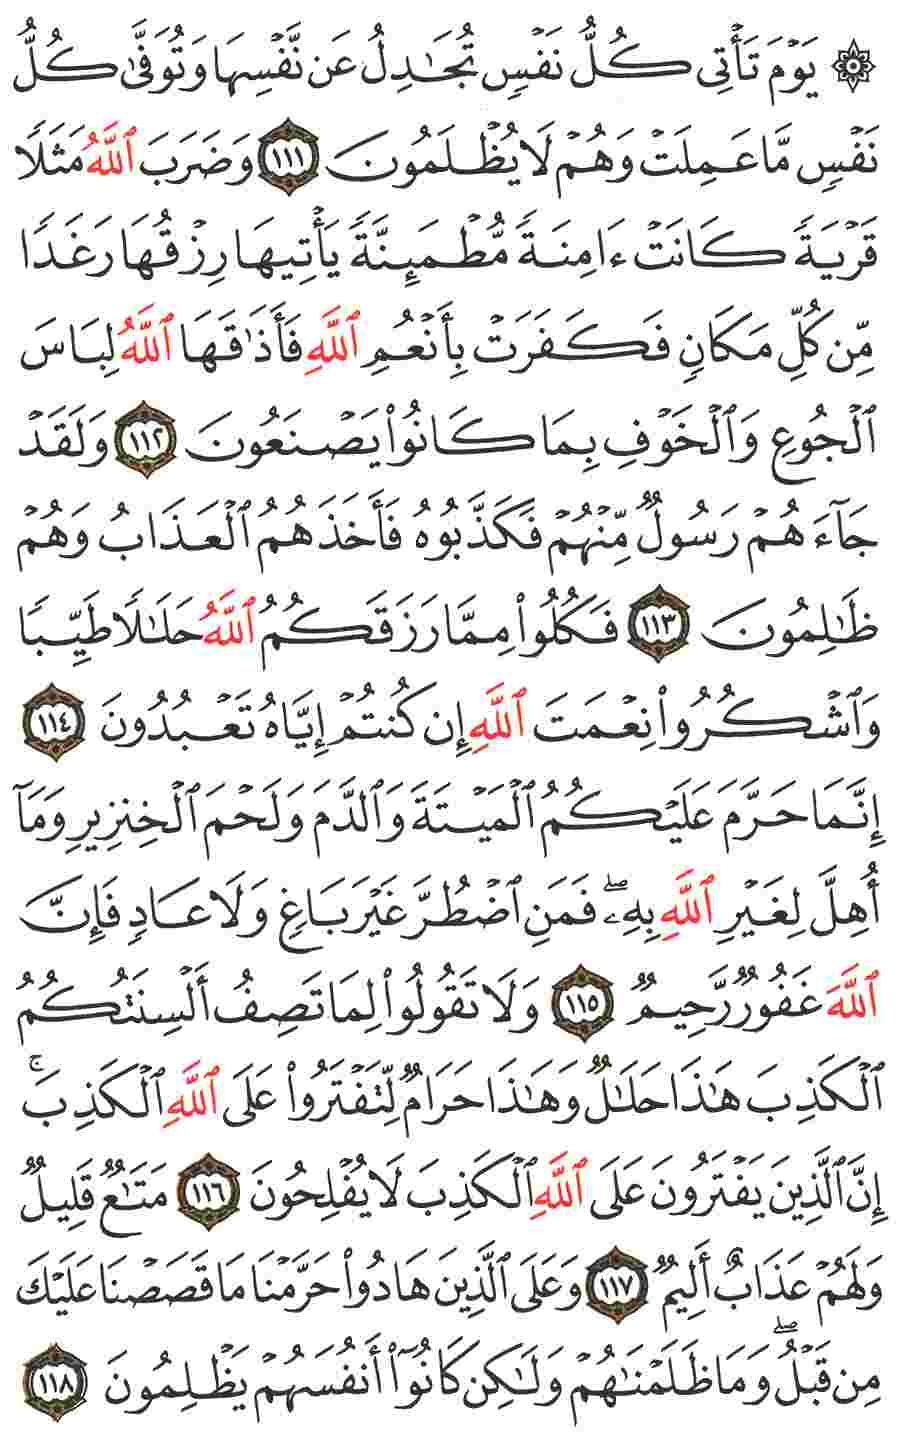 ۞ يَوْمَ تَأْتِى كُلُّ نَفْسٍ تُجَٰدِلُ عَن نَّفْسِهَا وَتُوَفَّىٰ كُلُّ
نَفْسٍ مَّا عَمِلَتْ وَهُمْ لَا يُظْلَمُونَ ١١١ وَضَرَبَ ٱللَّهُ مَثَلًا
قَرْيَةً كَانَتْ ءَامِنَةً مُّطْمَئِنَّةً يَأْتِيهَا رِزْقُهَا رَغَدًا
مِّن كُلِّ مَكَانٍ فَكَفَرَتْ بِأَنْعُمِ ٱللَّهِ فَأَذَٰقَهَا ٱللَّهُ لِبَاسَ
ٱلْجُوعِ وَٱلْخَوْفِ بِمَا كَانُوا۟ يَصْنَعُونَ ١١٢ وَلَقَدْ
جَآءَهُمْ رَسُولٌ مِّنْهُمْ فَكَذَّبُوهُ فَأَخَذَهُمُ ٱلْعَذَابُ وَهُمْ
ظَٰلِمُونَ ١١٣ فَكُلُوا۟ مِمَّا رَزَقَكُمُ ٱللَّهُ حَلَٰلًا طَيِّبًا
وَٱشْكُرُوا۟ نِعْمَتَ ٱللَّهِ إِن كُنتُمْ إِيَّاهُ تَعْبُدُونَ ١١٤
إِنَّمَا حَرَّمَ عَلَيْكُمُ ٱلْمَيْتَةَ وَٱلدَّمَ وَلَحْمَ ٱلْخِنزِيرِ وَمَآ
أُهِلَّ لِغَيْرِ ٱللَّهِ بِهِۦ ۖ فَمَنِ ٱضْطُرَّ غَيْرَ بَاغٍ وَلَا عَادٍ فَإِنَّ
ٱللَّهَ غَفُورٌ رَّحِيمٌ ١١٥ وَلَا تَقُولُوا۟ لِمَا تَصِفُ أَلْسِنَتُكُمُ
ٱلْكَذِبَ هَٰذَا حَلَٰلٌ وَهَٰذَا حَرَامٌ لِّتَفْتَرُوا۟ عَلَى ٱللَّهِ ٱلْكَذِبَ ۚ
إِنَّ ٱلَّذِينَ يَفْتَرُونَ عَلَى ٱللَّهِ ٱلْكَذِبَ لَا يُفْلِحُونَ ١١٦ مَتَٰعٌ قَلِيلٌ
وَلَهُمْ عَذَابٌ أَلِيمٌ ١١٧ وَعَلَى ٱلَّذِينَ هَادُوا۟ حَرَّمْنَا مَا قَصَصْنَا عَلَيْكَ
مِن قَبْلُ ۖ وَمَا ظَلَمْنَٰهُمْ وَلَٰكِن كَانُوٓا۟ أَنفُسَهُمْ يَظْلِمُونَ ١١٨